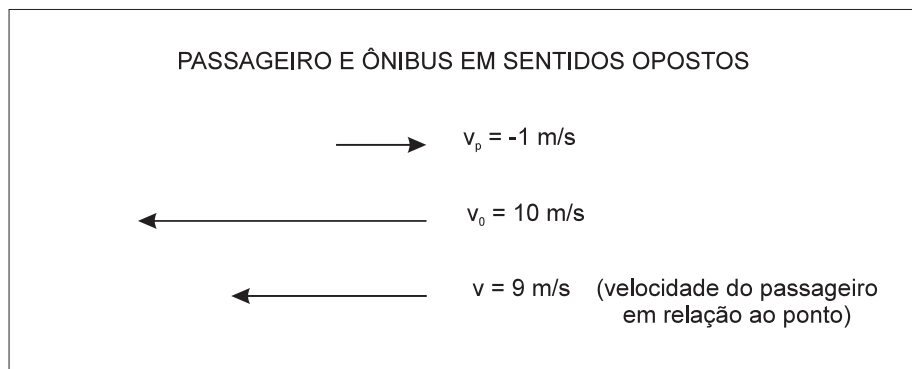 PASSAGEIRO E ÔNIBUS EM SENTIDOS OPOSTOS
vₚ = -1 m/s
v₀ = 10 m/s
v = 9 m/s (velocidade do passageiro
em relação ao ponto)